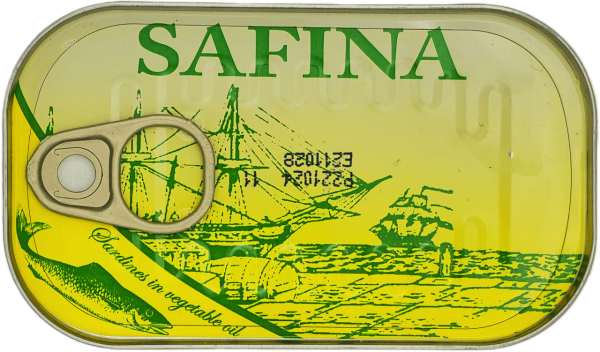 SAFINA
P221024 11
E211028
Sardines in vegetable oil